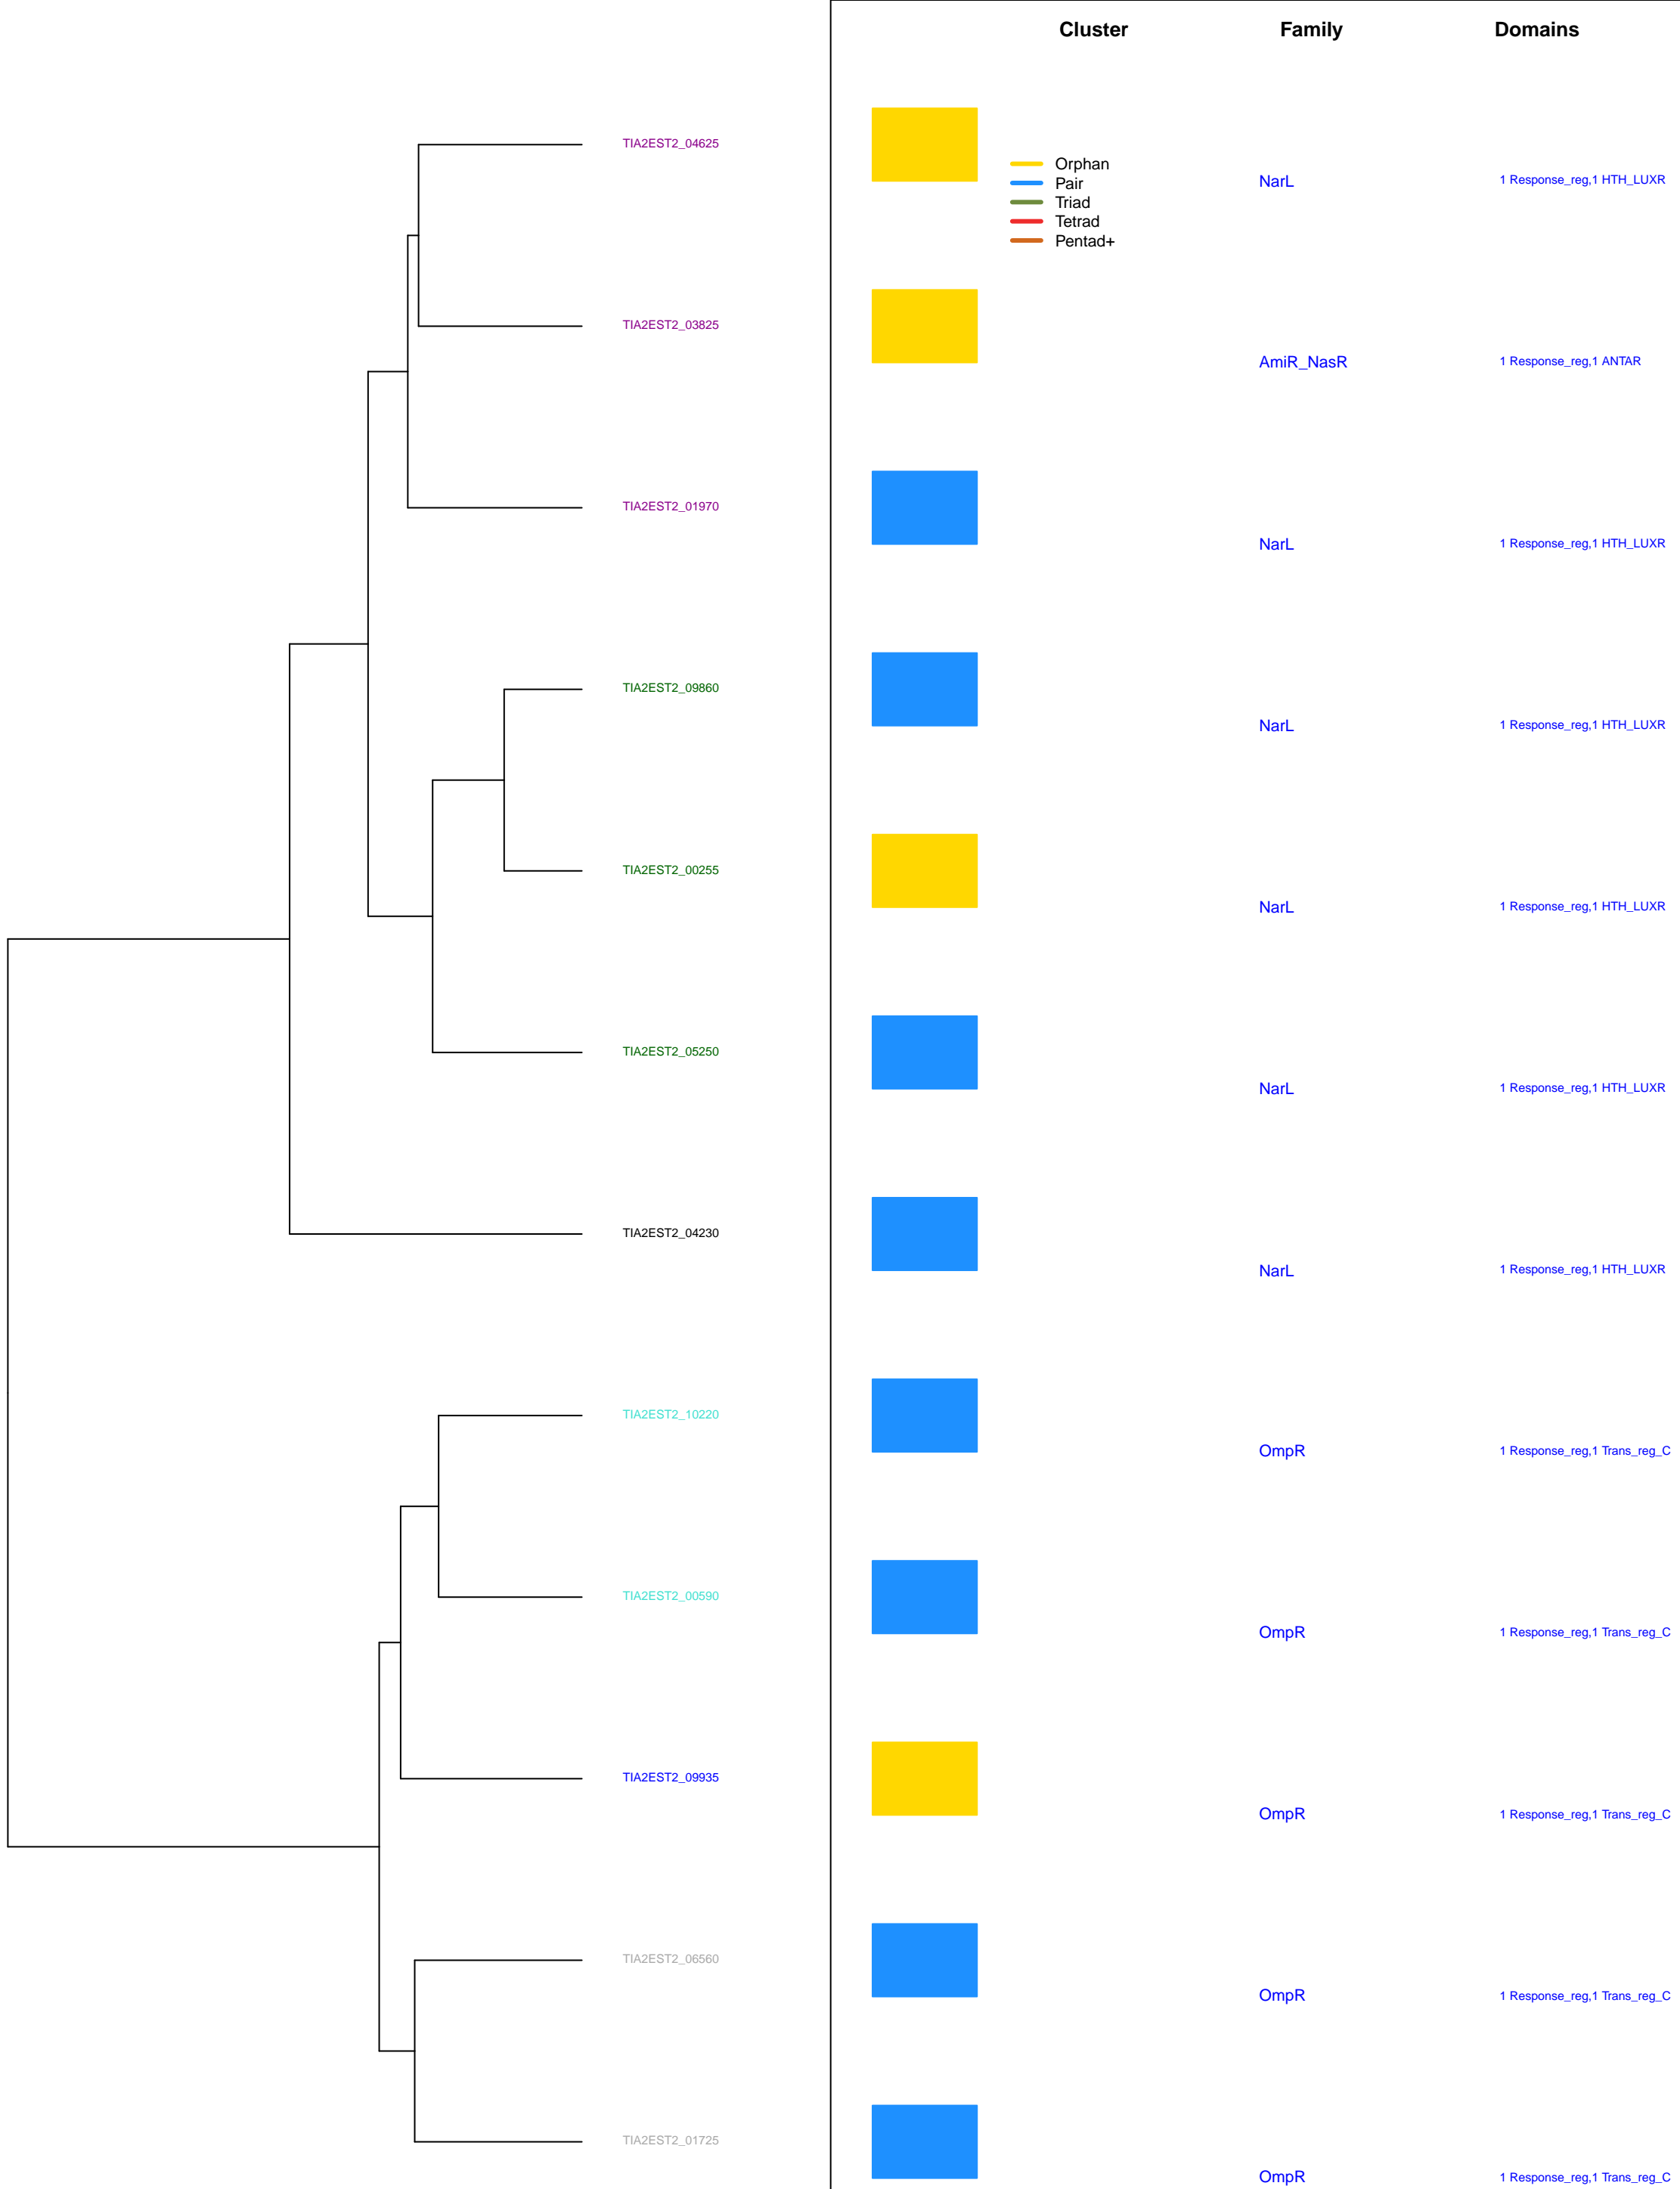 Cluster Family Domains
TIA2EST2_04625
Orphan
Pair
Triad
Tetrad
Pentad+
NarL 1 Response_reg,1 HTH_LUXR
TIA2EST2_03825
AmiR_NasR 1 Response_reg,1 ANTAR
TIA2EST2_01970
NarL 1 Response_reg,1 HTH_LUXR
TIA2EST2_09860
NarL 1 Response_reg,1 HTH_LUXR
TIA2EST2_00255
NarL 1 Response_reg,1 HTH_LUXR
TIA2EST2_05250
NarL 1 Response_reg,1 HTH_LUXR
TIA2EST2_04230
NarL 1 Response_reg,1 HTH_LUXR
TIA2EST2_10220
OmpR 1 Response_reg,1 Trans_reg_C
TIA2EST2_00590
OmpR 1 Response_reg,1 Trans_reg_C
TIA2EST2_09935
OmpR 1 Response_reg,1 Trans_reg_C
TIA2EST2_06560
OmpR 1 Response_reg,1 Trans_reg_C
TIA2EST2_01725
OmpR 1 Response_reg,1 Trans_reg_C